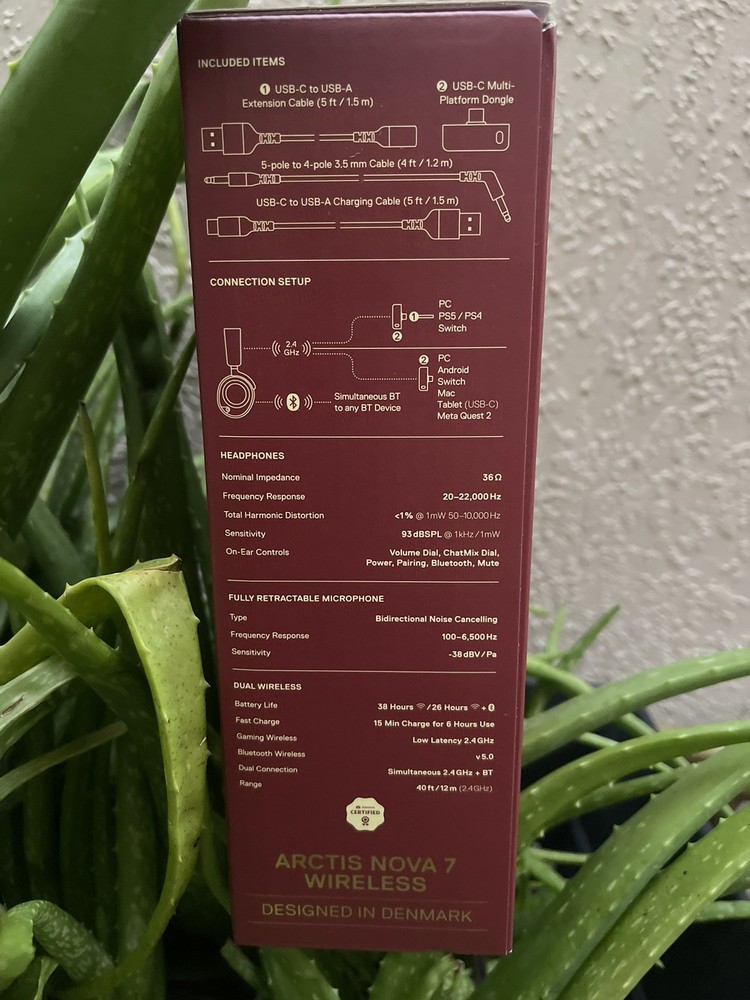 INCLUDED ITEMS
1 USB-C to USB-A
Extension Cable (5 ft / 1.5 m)
2 USB-C Multi-
Platform Dongle
5-pole to 4-pole 3.5 mm Cable (4 ft / 1.2 m)
USB-C to USB-A Charging Cable (5 ft / 1.5 m)
CONNECTION SETUP
2.4
GHz
1
2
PC
PS5 / PS4
Switch
2
PC
Android
Switch
Mac
Tablet (USB-C)
Meta Quest 2
Simultaneous BT
to any BT Device
HEADPHONES
Nominal Impedance 36 Ω
Frequency Response 20–22,000 Hz
Total Harmonic Distortion <1% @ 1mW 50–10,000 Hz
Sensitivity 93 dBSPL @ 1kHz / 1mW
On-Ear Controls Volume Dial, ChatMix Dial,
Power, Pairing, Bluetooth, Mute
FULLY RETRACTABLE MICROPHONE
Type Bidirectional Noise Cancelling
Frequency Response 100–6,500 Hz
Sensitivity -38 dBV / Pa
DUAL WIRELESS
Battery Life 38 Hours / 26 Hours +
Fast Charge 15 Min Charge for 6 Hours Use
Gaming Wireless Low Latency 2.4 GHz
Bluetooth Wireless v 5.0
Dual Connection Simultaneous 2.4 GHz + BT
Range 40 ft / 12 m (2.4 GHz)
CERTIFIED
ARCTIS NOVA 7
WIRELESS
DESIGNED IN DENMARK